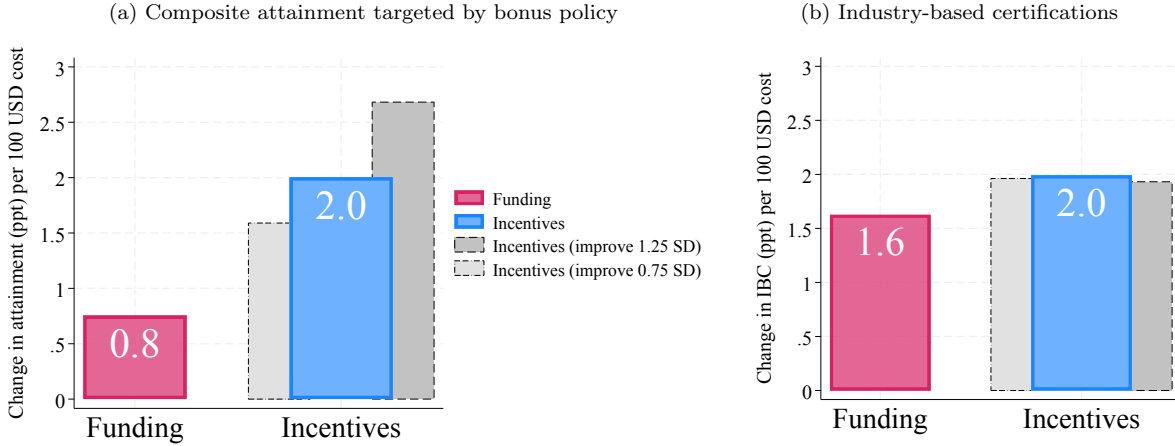 (a) Composite attainment targeted by bonus policy
Change in attainment (ppt) per 100 USD cost
3
2.5
2
1.5
1
.5
0
0.8
2.0
Funding
Incentives
Funding
Incentives
Incentives (improve 1.25 SD)
Incentives (improve 0.75 SD)
(b) Industry-based certifications
Change in IBC (ppt) per 100 USD cost
3
2.5
2
1.5
1
.5
0
1.6
2.0
Funding
Incentives